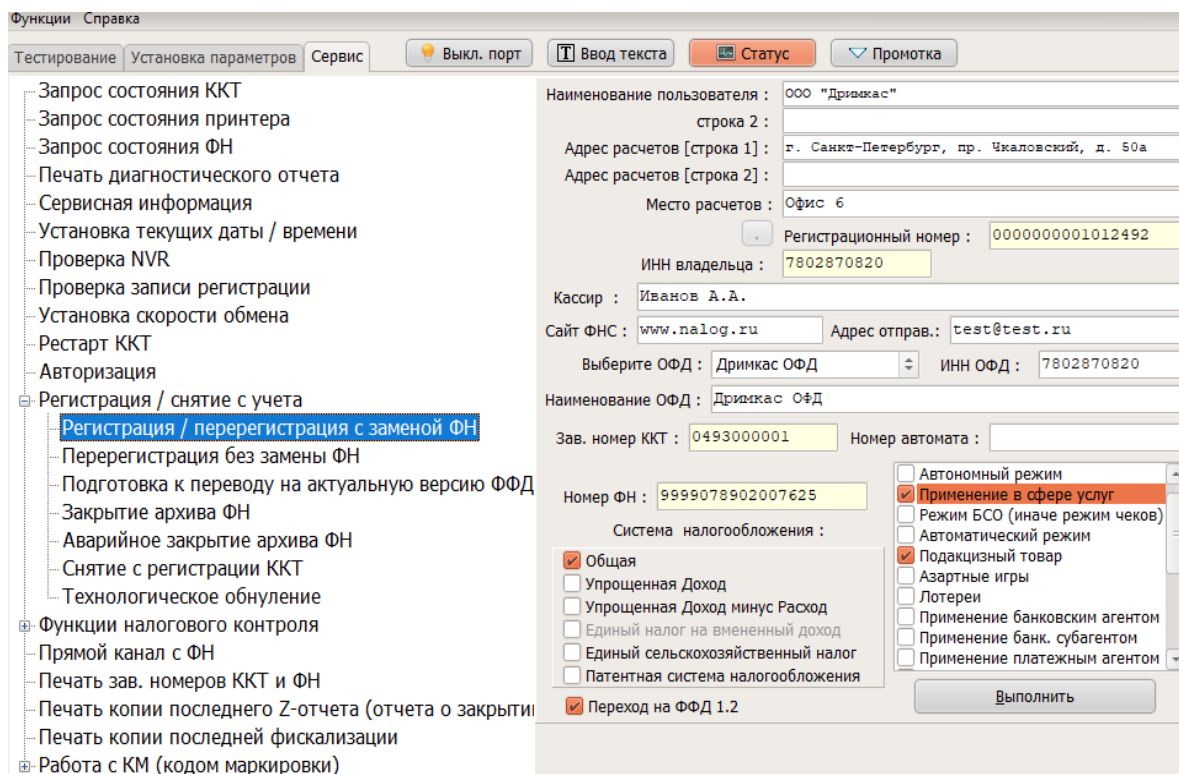 Функции Справка
Тестирование Установка параметров Сервис Выкл. порт Ввод текста Статус Промотка
Запрос состояния ККТ
Запрос состояния принтера
Запрос состояния ФН
Печать диагностического отчета
Сервисная информация
Установка текущих даты / времени
Проверка NVR
Проверка записи регистрации
Установка скорости обмена
Рестарт ККТ
Авторизация
Регистрация / снятие с учета
Регистрация / перерегистрация с заменой ФН
Перерегистрация без замены ФН
Подготовка к переводу на актуальную версию ФФД
Закрытие архива ФН
Аварийное закрытие архива ФН
Снятие с регистрации ККТ
Технологическое обнуление
Функции налогового контроля
Прямой канал с ФН
Печать зав. номеров ККТ и ФН
Печать копии последнего Z-отчета (отчета о закрыти
Печать копии последней фискализации
Работа с КМ (кодом маркировки)
Наименование пользователя : ООО "Дримкас"
строка 2 :
Адрес расчетов [строка 1] : г. Санкт-Петербург, пр. Чкаловский, д. 50а
Адрес расчетов [строка 2] :
Место расчетов : Офис 6
. Регистрационный номер : 0000000001012492
ИНН владельца : 7802870820
Кассир : Иванов А.А.
Сайт ФНС : www.nalog.ru Адрес отправ.: test@test.ru
Выберите ОФД : Дримкас ОФД ИНН ОФД : 7802870820
Наименование ОФД : Дримкас ОФД
Зав. номер ККТ : 0493000001 Номер автомата :
Номер ФН : 9999078902007625
Система налогообложения :
Общая
Упрощенная Доход
Упрощенная Доход минус Расход
Единый налог на вмененный доход
Единый сельскохозяйственный налог
Патентная система налогообложения
Переход на ФФД 1.2
Автономный режим
Применение в сфере услуг
Режим БСО (иначе режим чеков)
Автоматический режим
Подакцизный товар
Азартные игры
Лотереи
Применение банковским агентом
Применение банк. субагентом
Применение платежным агентом
Выполнить